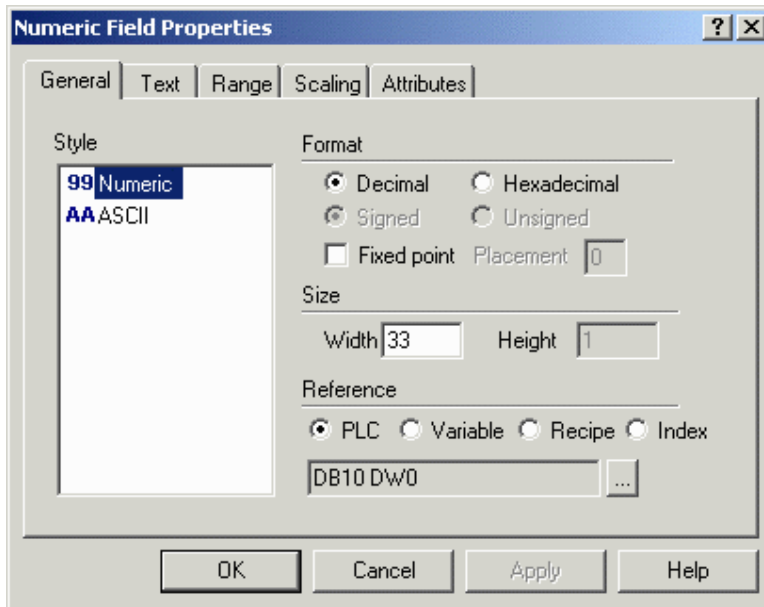 Numeric Field Properties
General Text Range Scaling Attributes
Style
99 Numeric
AA ASCII
Format
Decimal Hexadecimal
Signed Unsigned
Fixed point Placement 0
Size
Width 33 Height 1
Reference
PLC Variable Recipe Index
DB10 DW0 ...
OK Cancel Apply Help